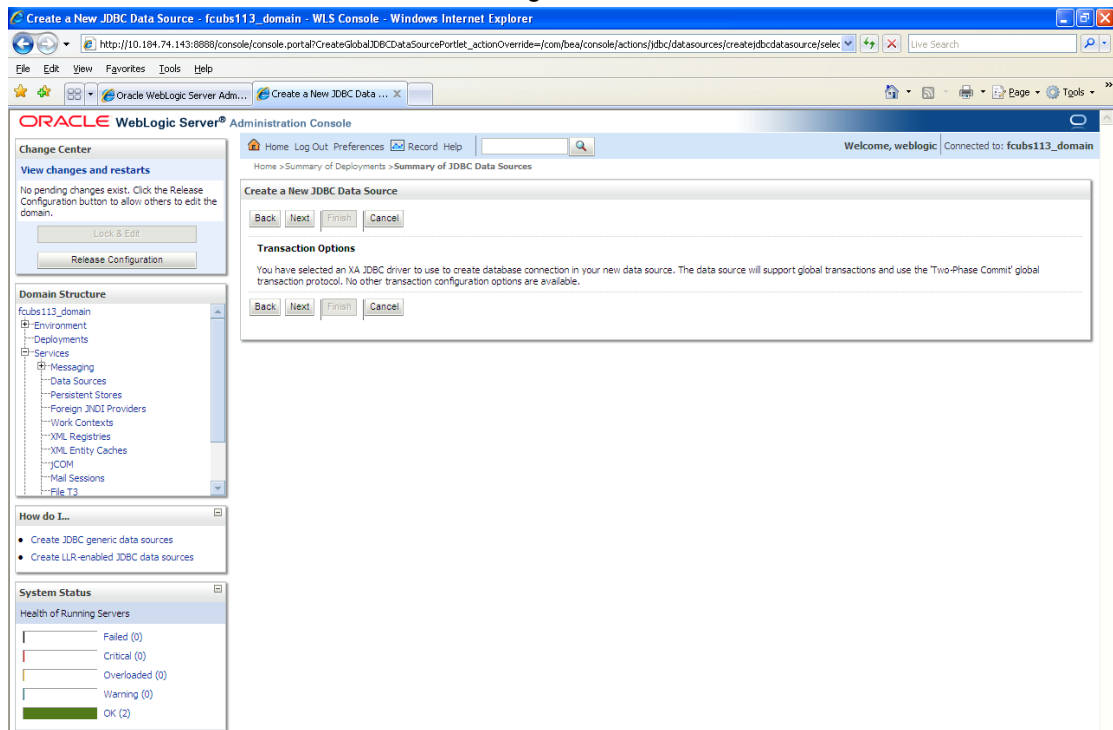 Create a New JDBC Data Source - fcubs113_domain - WLS Console - Windows Internet Explorer
http://10.184.74.143:8888/console/console.portal?CreateGlobalJDBCDataSourcePortlet_actionOverride=/com/bea/console/actions/jdbc/datasources/createjdbcdatasource/selec
Live Search
File Edit View Favorites Tools Help
Oracle WebLogic Server Adm... Create a New JDBC Data ... X
Page Tools »
ORACLE WebLogic Server® Administration Console
Change Center
View changes and restarts
No pending changes exist. Click the Release
Configuration button to allow others to edit the
domain.
Lock & Edit
Release Configuration
Domain Structure
fcubs113_domain
Environment
Deployments
Services
Messaging
Data Sources
Persistent Stores
Foreign JNDI Providers
Work Contexts
XML Registries
XML Entity Caches
jCOM
Mail Sessions
File T3
How do I...
Create JDBC generic data sources
Create LLR-enabled JDBC data sources
System Status
Health of Running Servers
Failed (0)
Critical (0)
Overloaded (0)
Warning (0)
OK (2)
Home Log Out Preferences Record Help
Welcome, weblogic Connected to: fcubs113_domain
Home >Summary of Deployments >Summary of JDBC Data Sources
Create a New JDBC Data Source
Back Next Finish Cancel
Transaction Options
You have selected an XA JDBC driver to use to create database connection in your new data source. The data source will support global transactions and use the 'Two-Phase Commit' global
transaction protocol. No other transaction configuration options are available.
Back Next Finish Cancel